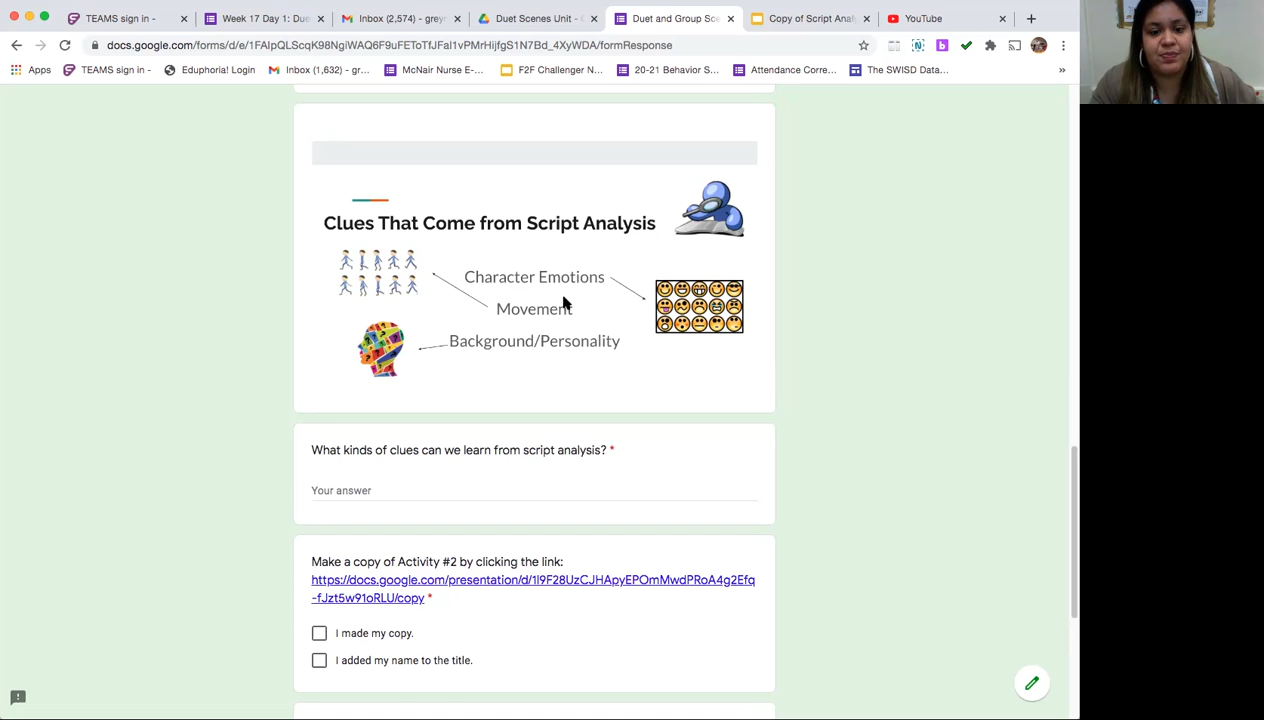 TEAMS sign in -
Week 17 Day 1: Due
Inbox (2,574) - grey
Duet Scenes Unit -
Duet and Group Sce
Copy of Script Anal
YouTube
docs.google.com/forms/d/e/1FAIpQLScqK98NgiWAQ6F9uFEToTfJFaI1vPMrHijfgS1N7Bd_4XyWDA/formResponse
Apps
TEAMS sign in -
Eduphoria! Login
Inbox (1,632) - gr...
McNair Nurse E-...
F2F Challenger N...
20-21 Behavior S...
Attendance Corre...
The SWISD Data...
Clues That Come from Script Analysis
Character Emotions
Movement
Background/Personality
What kinds of clues can we learn from script analysis? *
Your answer
Make a copy of Activity #2 by clicking the link:
https://docs.google.com/presentation/d/1l9F28UzCJHApyEPOmMwdPRoA4g2Efq
-fJzt5w91oRLU/copy *
I made my copy.
I added my name to the title.